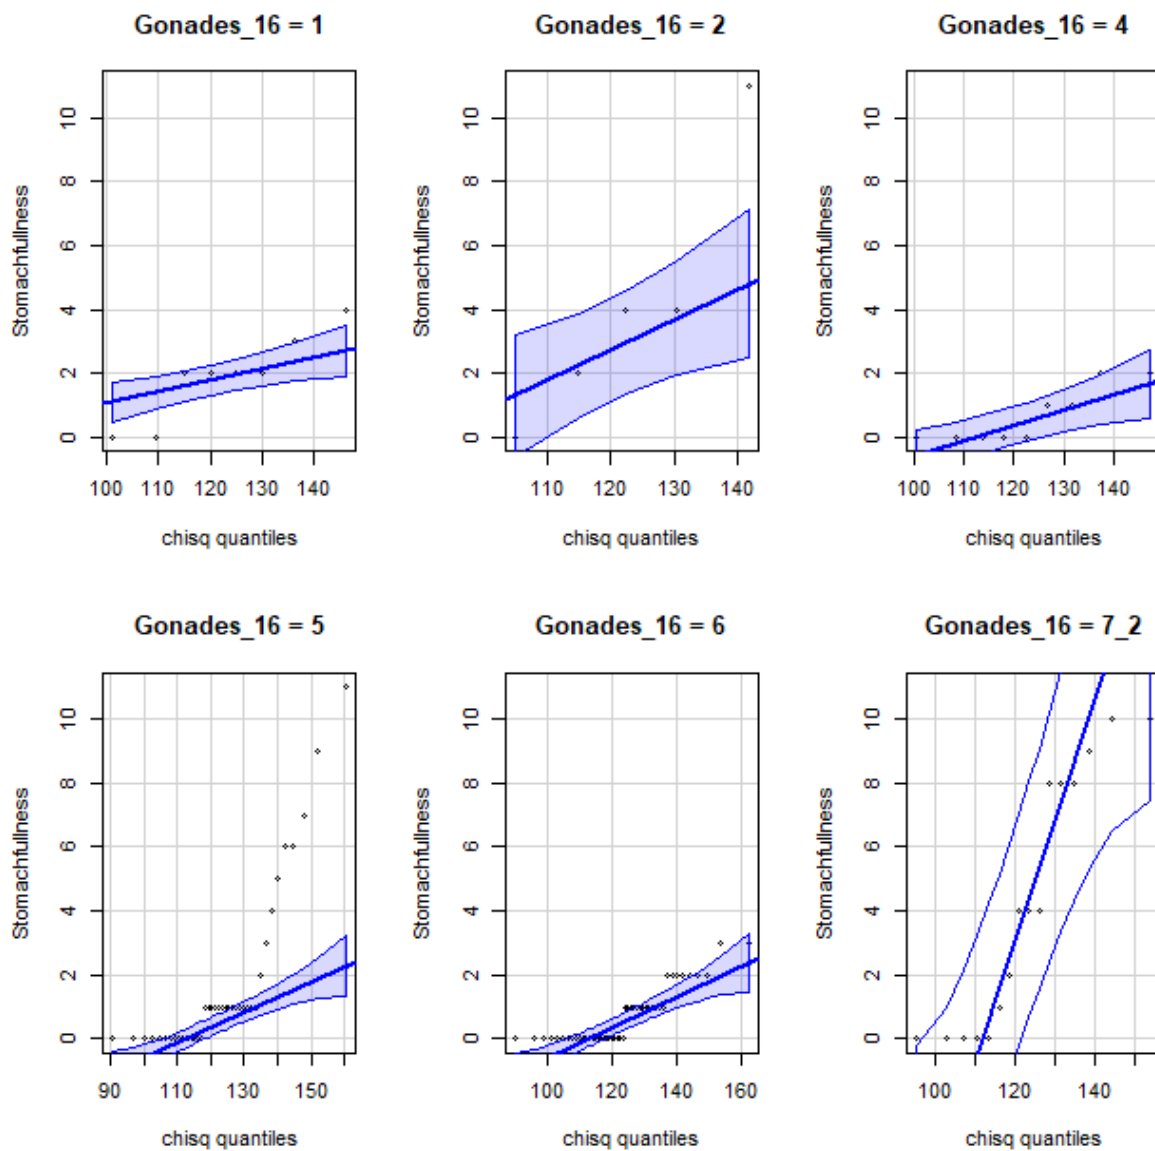 Gonades_16 = 1
Stomachfullness
0 2 4 6 8 10
100 110 120 130 140
chisq quantiles
Gonades_16 = 2
Stomachfullness
0 2 4 6 8 10
110 120 130 140
chisq quantiles
Gonades_16 = 4
Stomachfullness
0 2 4 6 8 10
100 110 120 130 140
chisq quantiles
Gonades_16 = 5
Stomachfullness
0 2 4 6 8 10
90 110 130 150
chisq quantiles
Gonades_16 = 6
Stomachfullness
0 2 4 6 8 10
100 120 140 160
chisq quantiles
Gonades_16 = 7_2
Stomachfullness
0 2 4 6 8 10
100 120 140
chisq quantiles